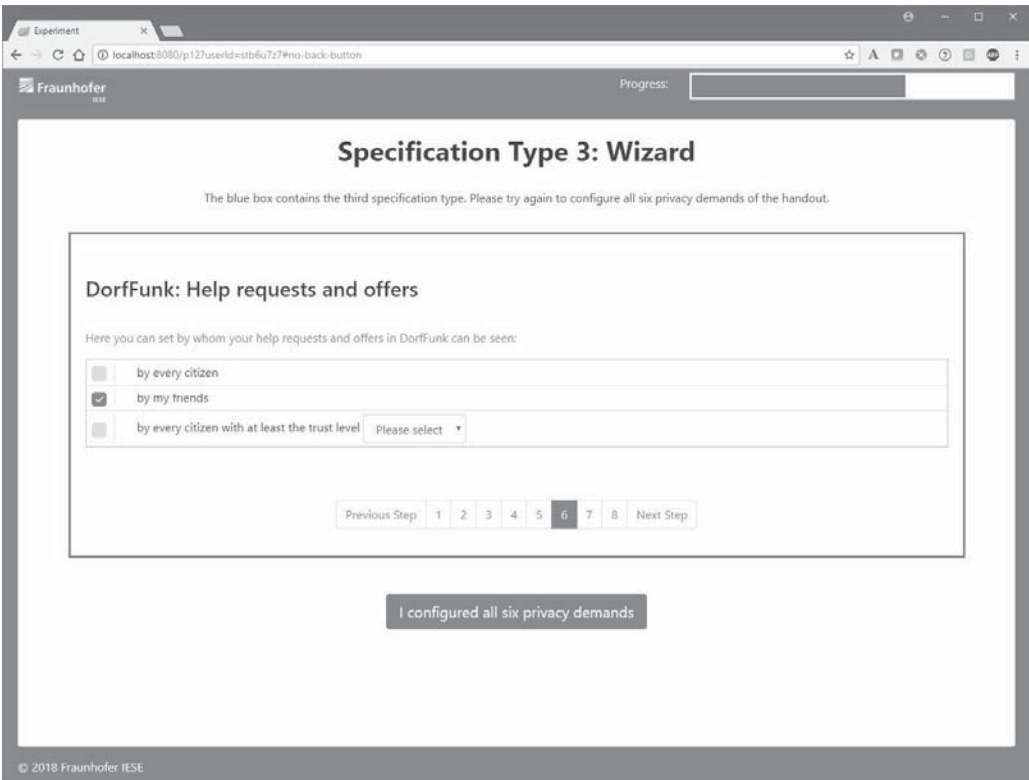 Experiment
localhost:8080/p12?userId=stb6u7z7#no-back-button
Fraunhofer
IESE
Progress:
Specification Type 3: Wizard
The blue box contains the third specification type. Please try again to configure all six privacy demands of the handout.
DorfFunk: Help requests and offers
Here you can set by whom your help requests and offers in DorfFunk can be seen:
by every citizen
by my friends
by every citizen with at least the trust level Please select
Previous Step 1 2 3 4 5 6 7 8 Next Step
I configured all six privacy demands
© 2018 Fraunhofer IESE